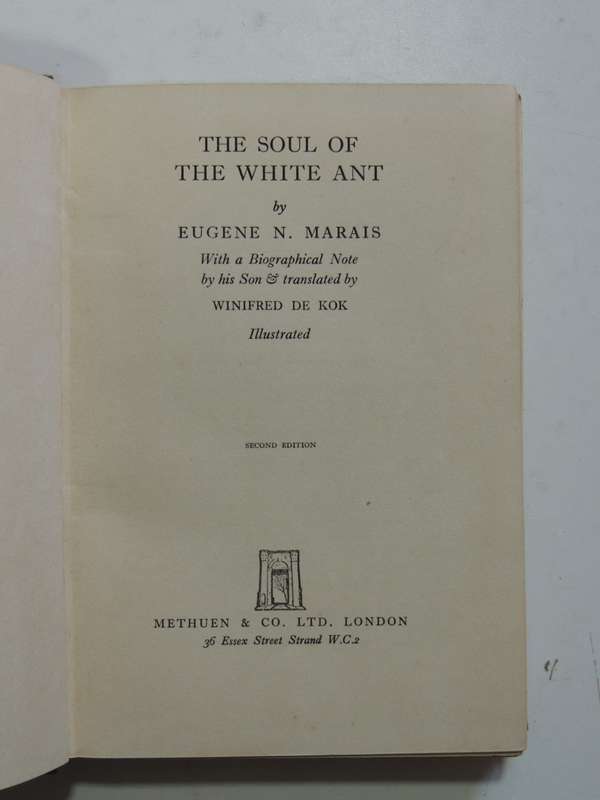 THE SOUL OF
THE WHITE ANT
by
EUGENE N. MARAIS
With a Biographical Note
by his Son & translated by
WINIFRED DE KOK
Illustrated
SECOND EDITION
METHUEN & CO. LTD. LONDON
36 Essex Street Strand W.C.2